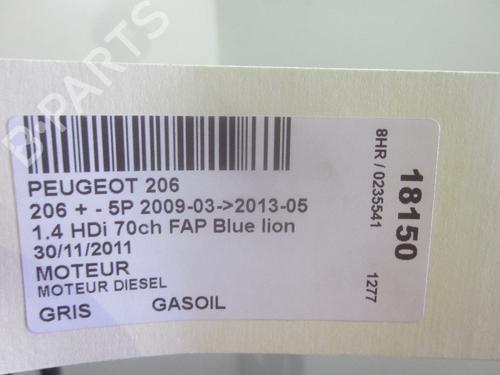 B-PARTS
PEUGEOT 206
206 + - 5P 2009-03->2013-05
1.4 HDi 70ch FAP Blue lion
30/11/2011
MOTEUR
MOTEUR DIESEL
GRIS GASOIL
18150
8HR / 0235541 1277